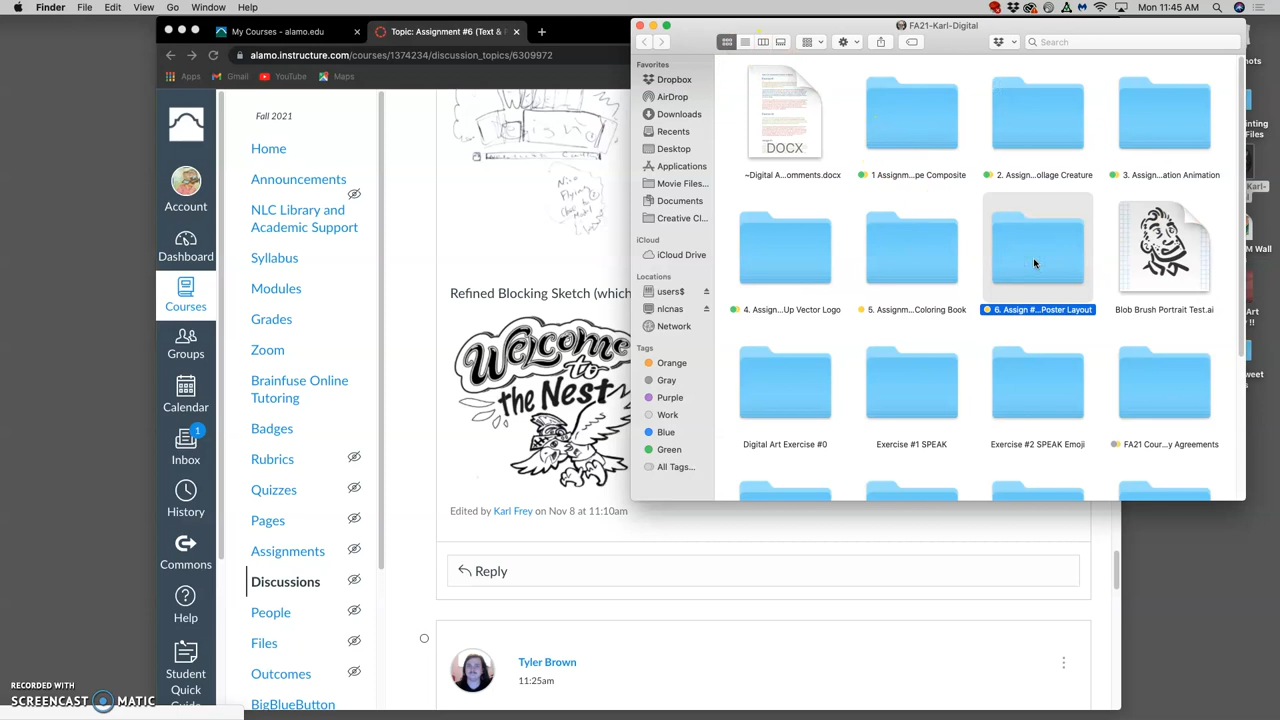 Finder File Edit View Go Window Help
Mon 11:45 AM
My Courses - alamo.edu
Topic: Assignment #6 (Text &
alamo.instructure.com/courses/1374234/discussion_topics/6309972
Apps Gmail YouTube Maps
Account
Dashboard
Courses
Groups
Calendar
1
Inbox
History
Commons
Help
Student
Quick
Fall 2021
Home
Announcements
NLC Library and
Academic Support
Syllabus
Modules
Grades
Zoom
Brainfuse Online
Tutoring
Badges
Rubrics
Quizzes
Pages
Assignments
Discussions
People
Files
Outcomes
BigBlueButton
Refined Blocking Sketch (which
Welcome
to
the Nest
Edited by Karl Frey on Nov 8 at 11:10am
Reply
Tyler Brown
11:25am
FA21-Karl-Digital
Search
Favorites
Dropbox
AirDrop
Downloads
Recents
Desktop
Applications
Movie Files...
Documents
Creative Cl...
iCloud
iCloud Drive
Locations
users$
nlcnas
Network
Tags
Orange
Gray
Purple
Work
Blue
Green
All Tags...
DOCX
~Digital A...omments.docx
1 Assignm...pe Composite
2. Assign...ollage Creature
3. Assign...ation Animation
4. Assign...Up Vector Logo
5. Assignm...Coloring Book
6. Assign #...Poster Layout
Blob Brush Portrait Test.ai
Digital Art Exercise #0
Exercise #1 SPEAK
Exercise #2 SPEAK Emoji
FA21 Cour...y Agreements
RECORDED WITH
SCREENCAST MATIC